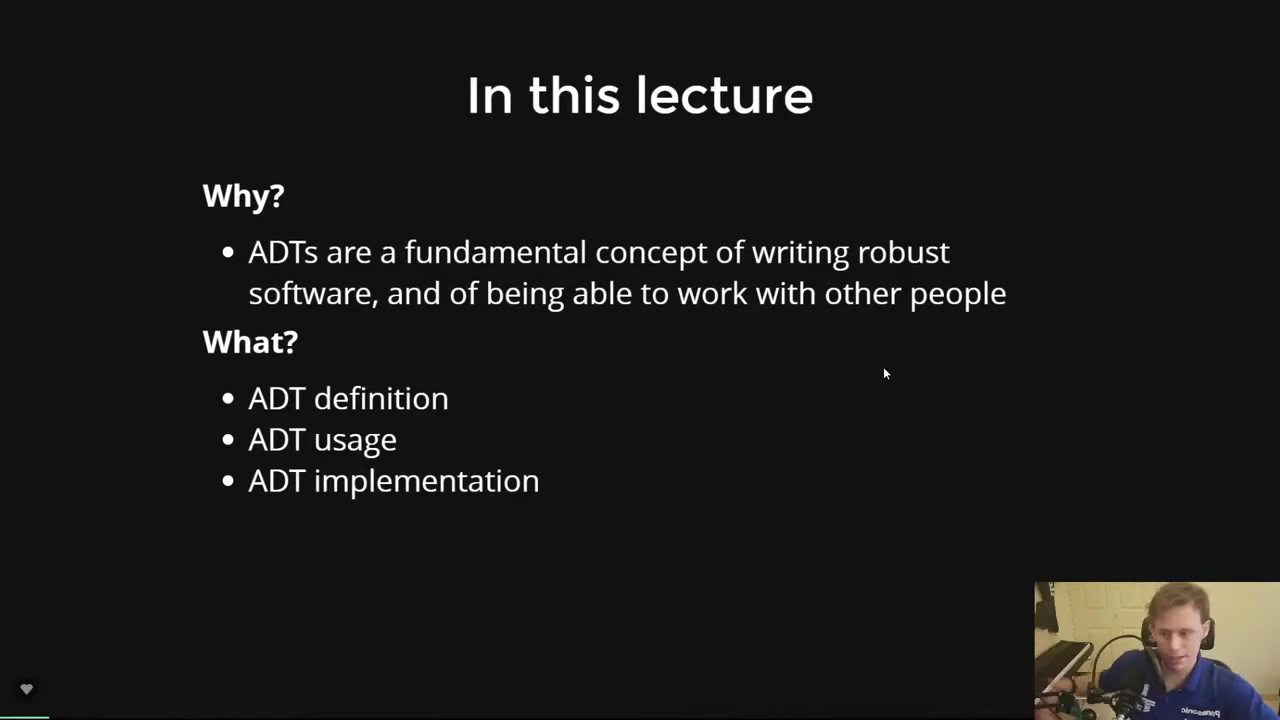 In this lecture
Why?
• ADTs are a fundamental concept of writing robust
software, and of being able to work with other people
What?
• ADT definition
• ADT usage
• ADT implementation
Panasonic